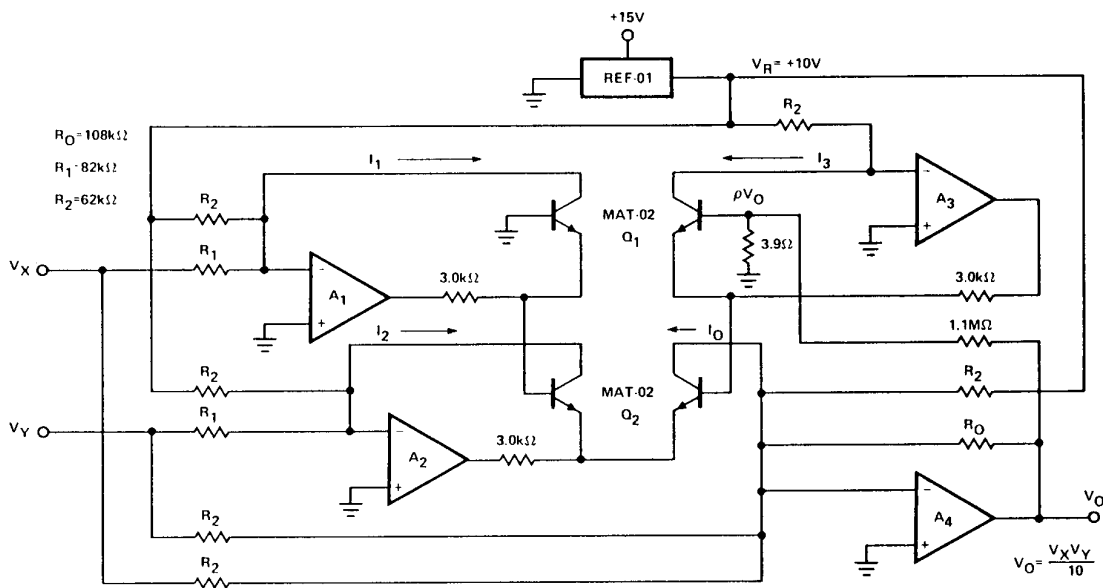 +15V
REF-01
V_R = +10V
R_2
R_O=108kΩ
R_1=82kΩ
R_2=62kΩ
I_1
I_3
R_2
ρV_O
MAT-02
Q_1
3.9Ω
A_3
V_X
R_1
A_1
3.0kΩ
3.0kΩ
I_2
I_O
1.1MΩ
R_2
MAT-02
Q_2
R_2
V_Y
R_1
A_2
3.0kΩ
R_O
R_2
R_2
A_4
V_O
V_O = V_XV_Y
10